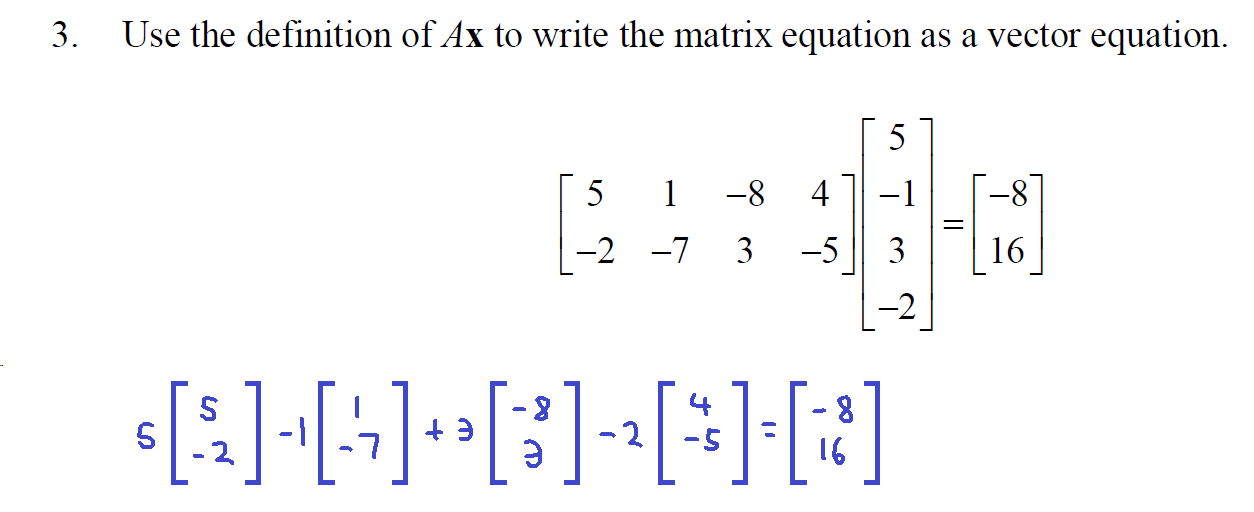 3. Use the definition of Ax to write the matrix equation as a vector equation.
[5 1 –8 4; –2 –7 3 –5] [5; –1; 3; –2] = [–8; 16]
5 [5; -2] -1 [1; -7] + 3 [-8; 3] - 2 [4; -5] = [-8; 16]